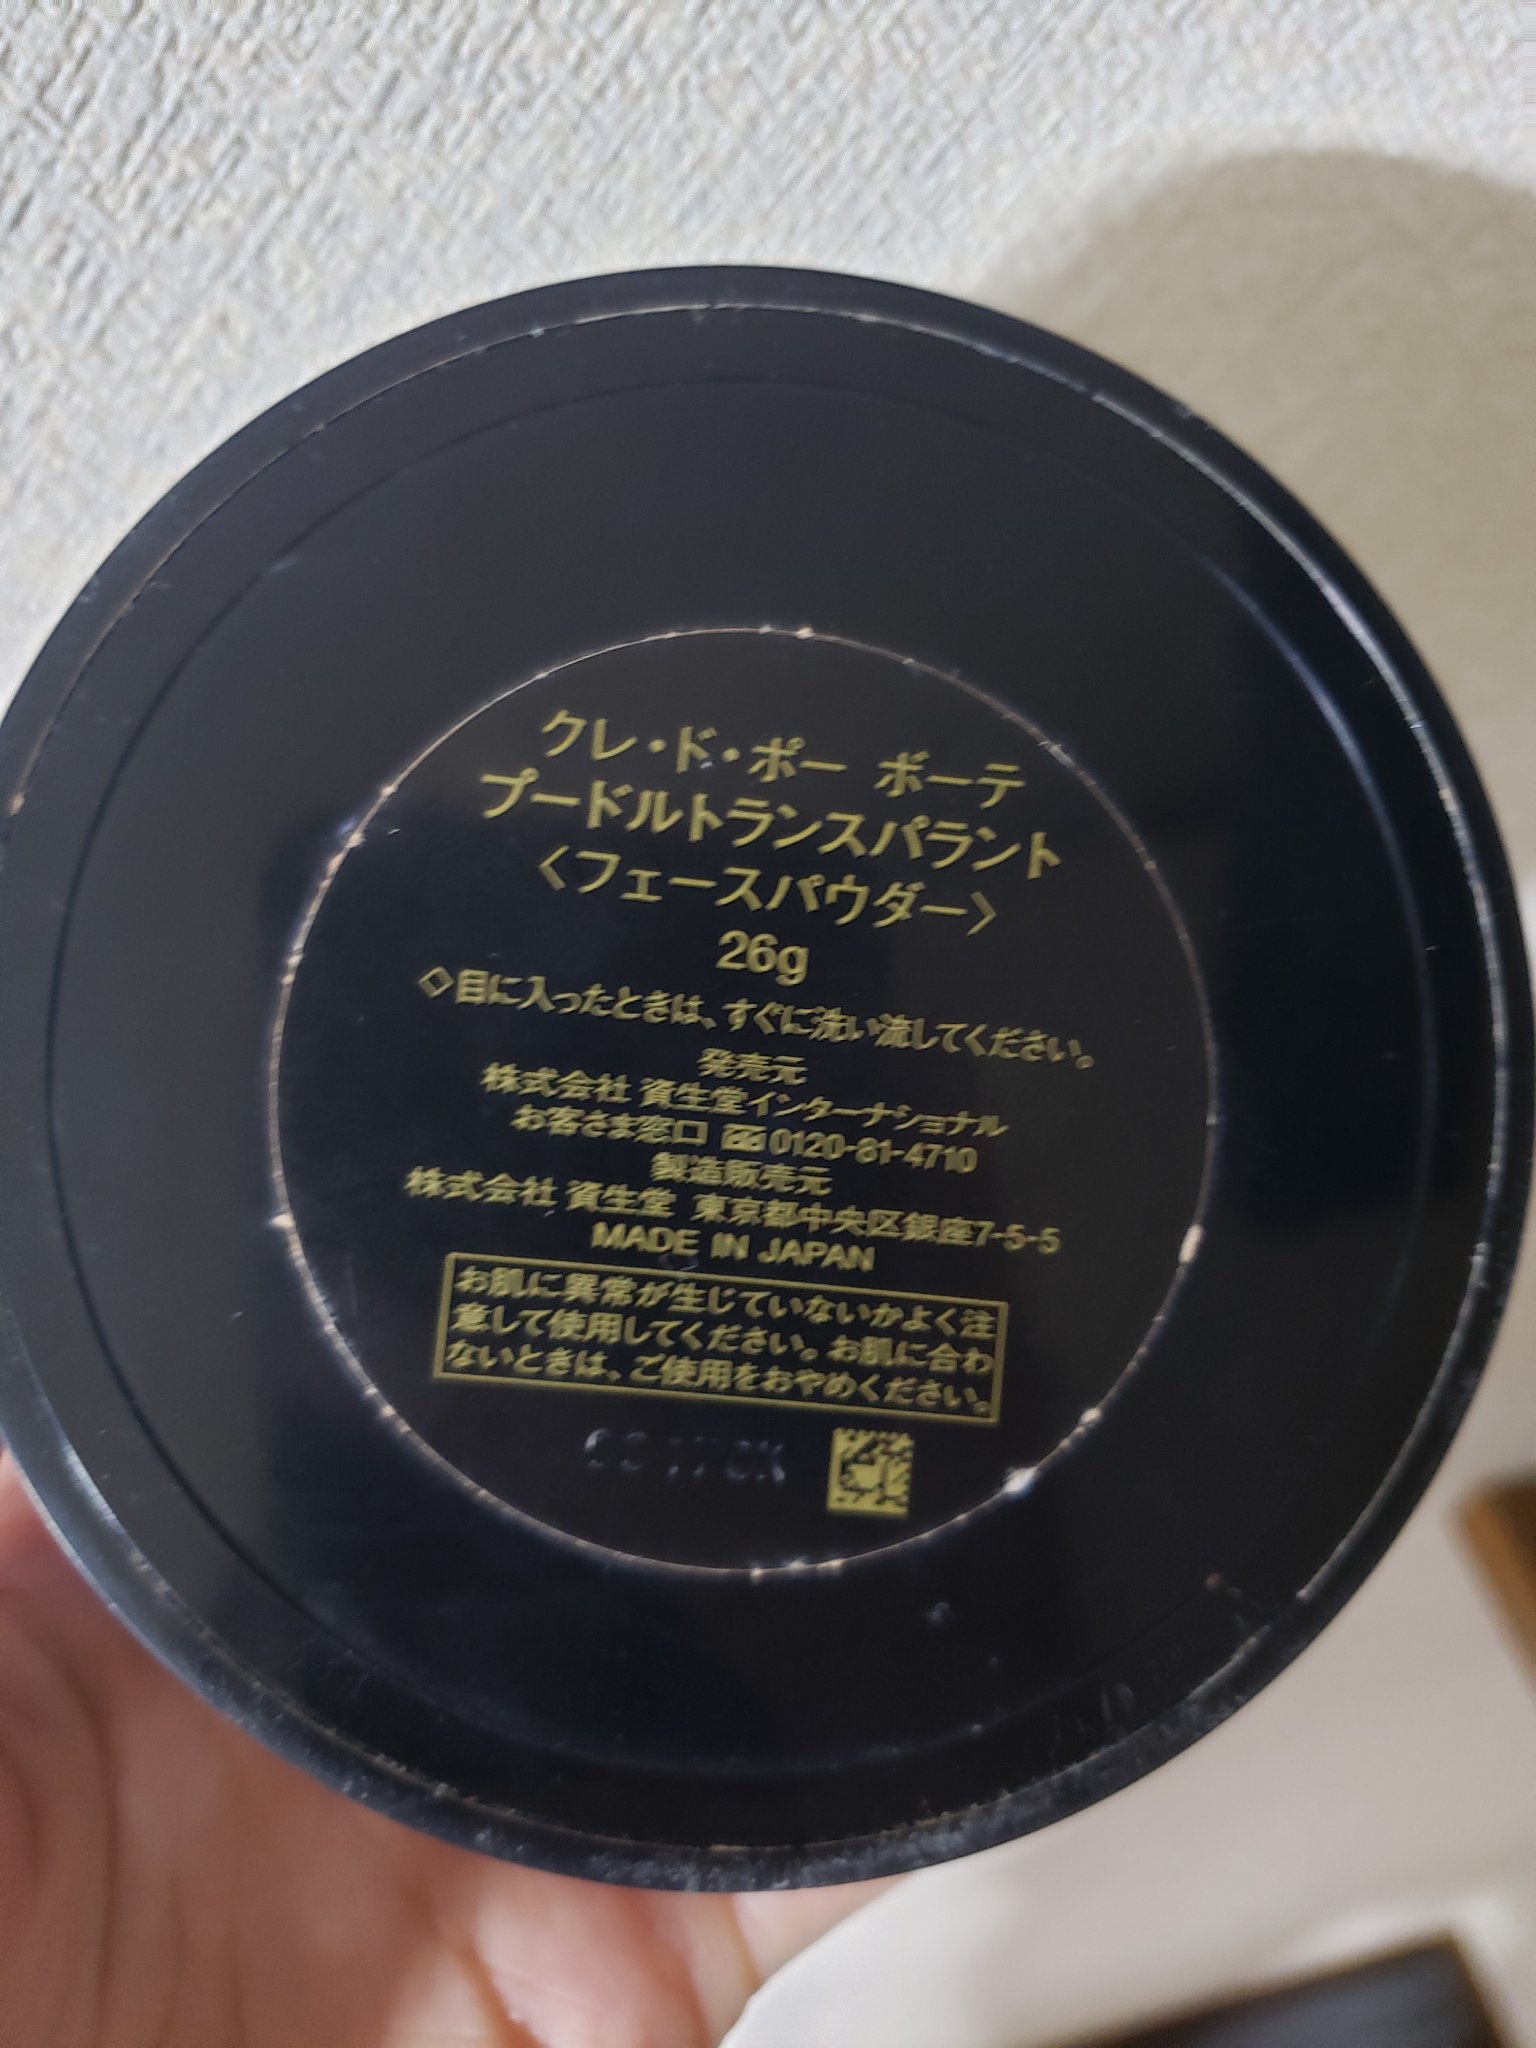 クレ・ド・ポー ボーテ
プードルトランスパラント
〈フェースパウダー〉
26g
◇目に入ったときは、すぐに洗い流してください。
発売元
株式会社 資生堂インターナショナル
お客さま窓口 0120-81-4710
製造販売元
株式会社 資生堂 東京都中央区銀座7-5-5
MADE IN JAPAN
お肌に異常が生じていないかよく注
意して使用してください。お肌に合わ
ないときは、ご使用をおやめください。